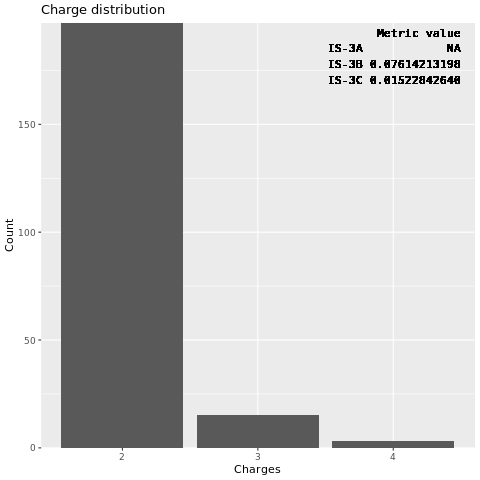 Charge distribution
Metric value
IS-3A NA
IS-3B 0.07614213198
IS-3C 0.01522842640
150
100
50
0
Count
2 3 4
Charges